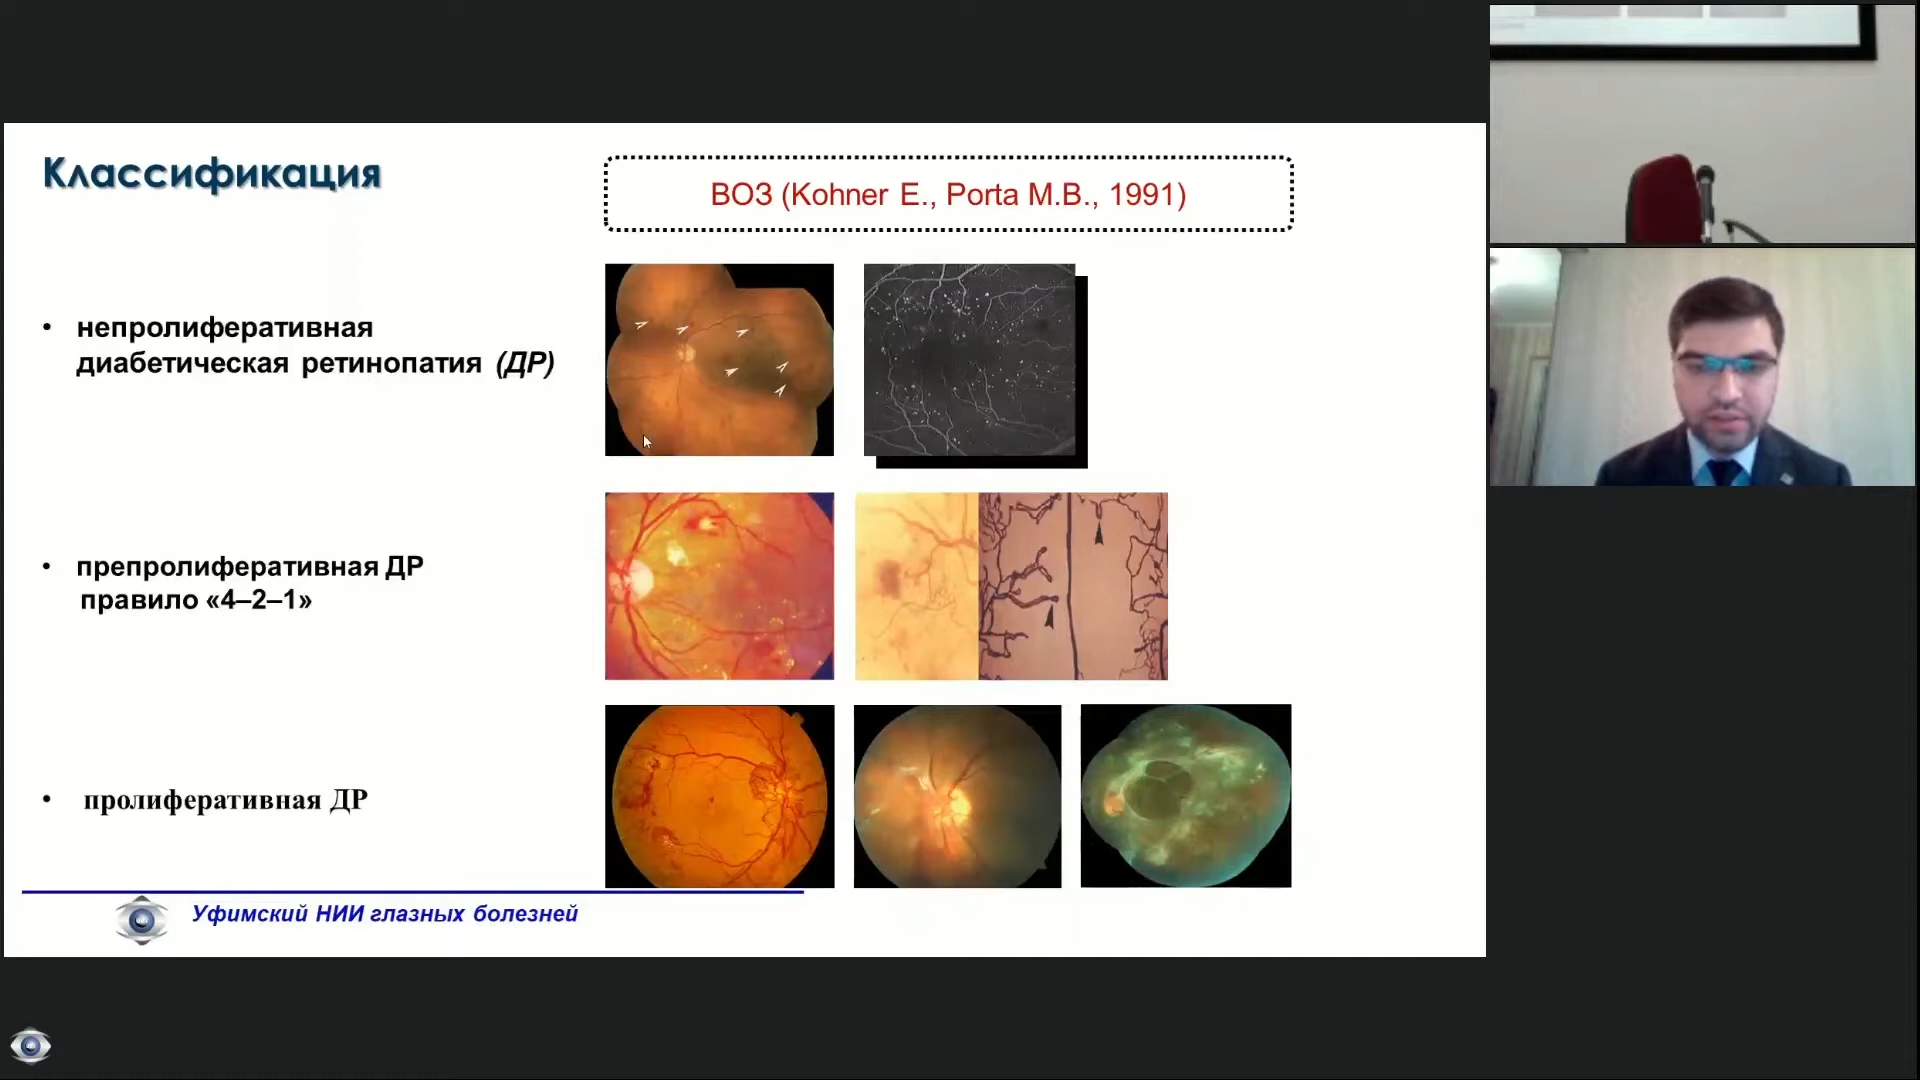 Классификация
ВОЗ (Kohner E., Porta M.B., 1991)
• непролиферативная
диабетическая ретинопатия (ДР)
• препролиферативная ДР
правило «4–2–1»
• пролиферативная ДР
Уфимский НИИ глазных болезней